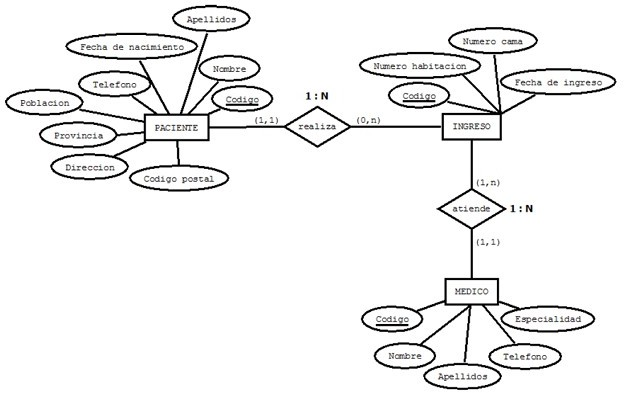 Apellidos
Fecha de nacimiento
Nombre
Telefono
Codigo
Poblacion
Provincia
Direccion
Codigo postal
PACIENTE
(1,1)
1:N
realiza
(0,n)
Numero cama
Numero habitacion
Fecha de ingreso
Codigo
INGRESO
(1,n)
atiende
1:N
(1,1)
MEDICO
Codigo
Especialidad
Nombre
Telefono
Apellidos